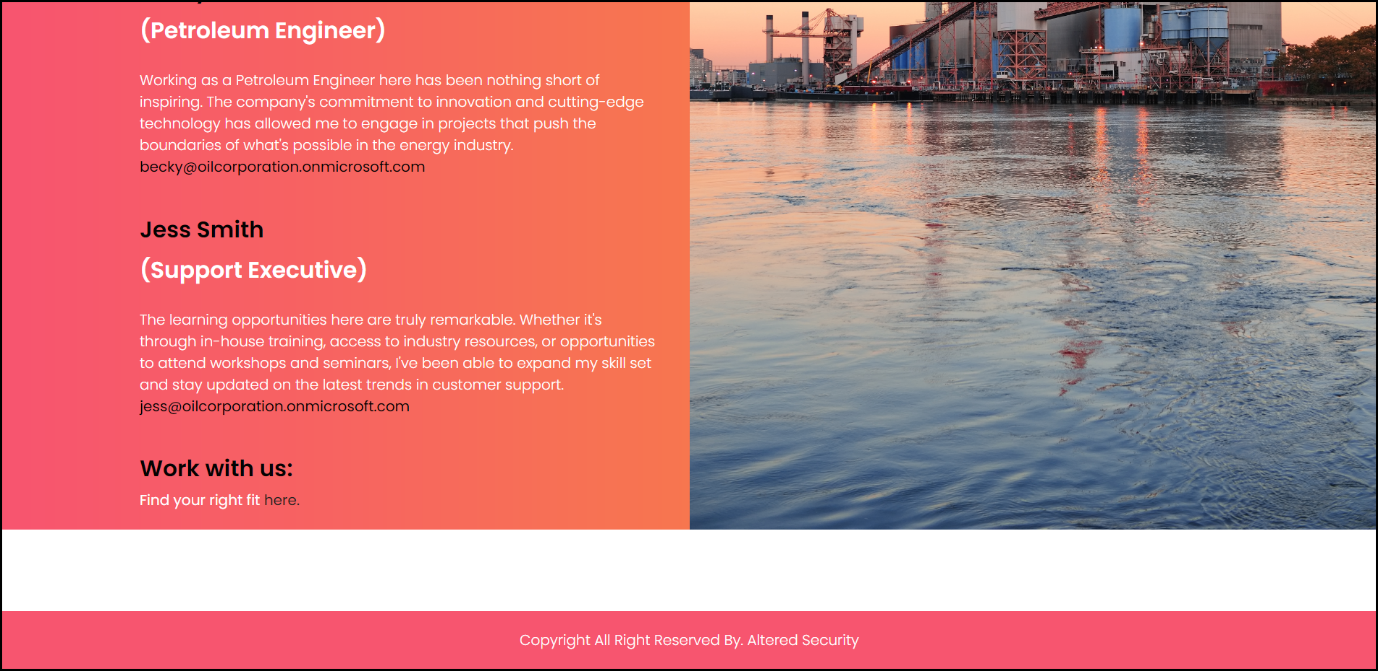 (Petroleum Engineer)
Working as a Petroleum Engineer here has been nothing short of
inspiring. The company's commitment to innovation and cutting-edge
technology has allowed me to engage in projects that push the
boundaries of what's possible in the energy industry.
becky@oilcorporation.onmicrosoft.com
Jess Smith
(Support Executive)
The learning opportunities here are truly remarkable. Whether it's
through in-house training, access to industry resources, or opportunities
to attend workshops and seminars, I've been able to expand my skill set
and stay updated on the latest trends in customer support.
jess@oilcorporation.onmicrosoft.com
Work with us:
Find your right fit here.
Copyright All Right Reserved By. Altered Security